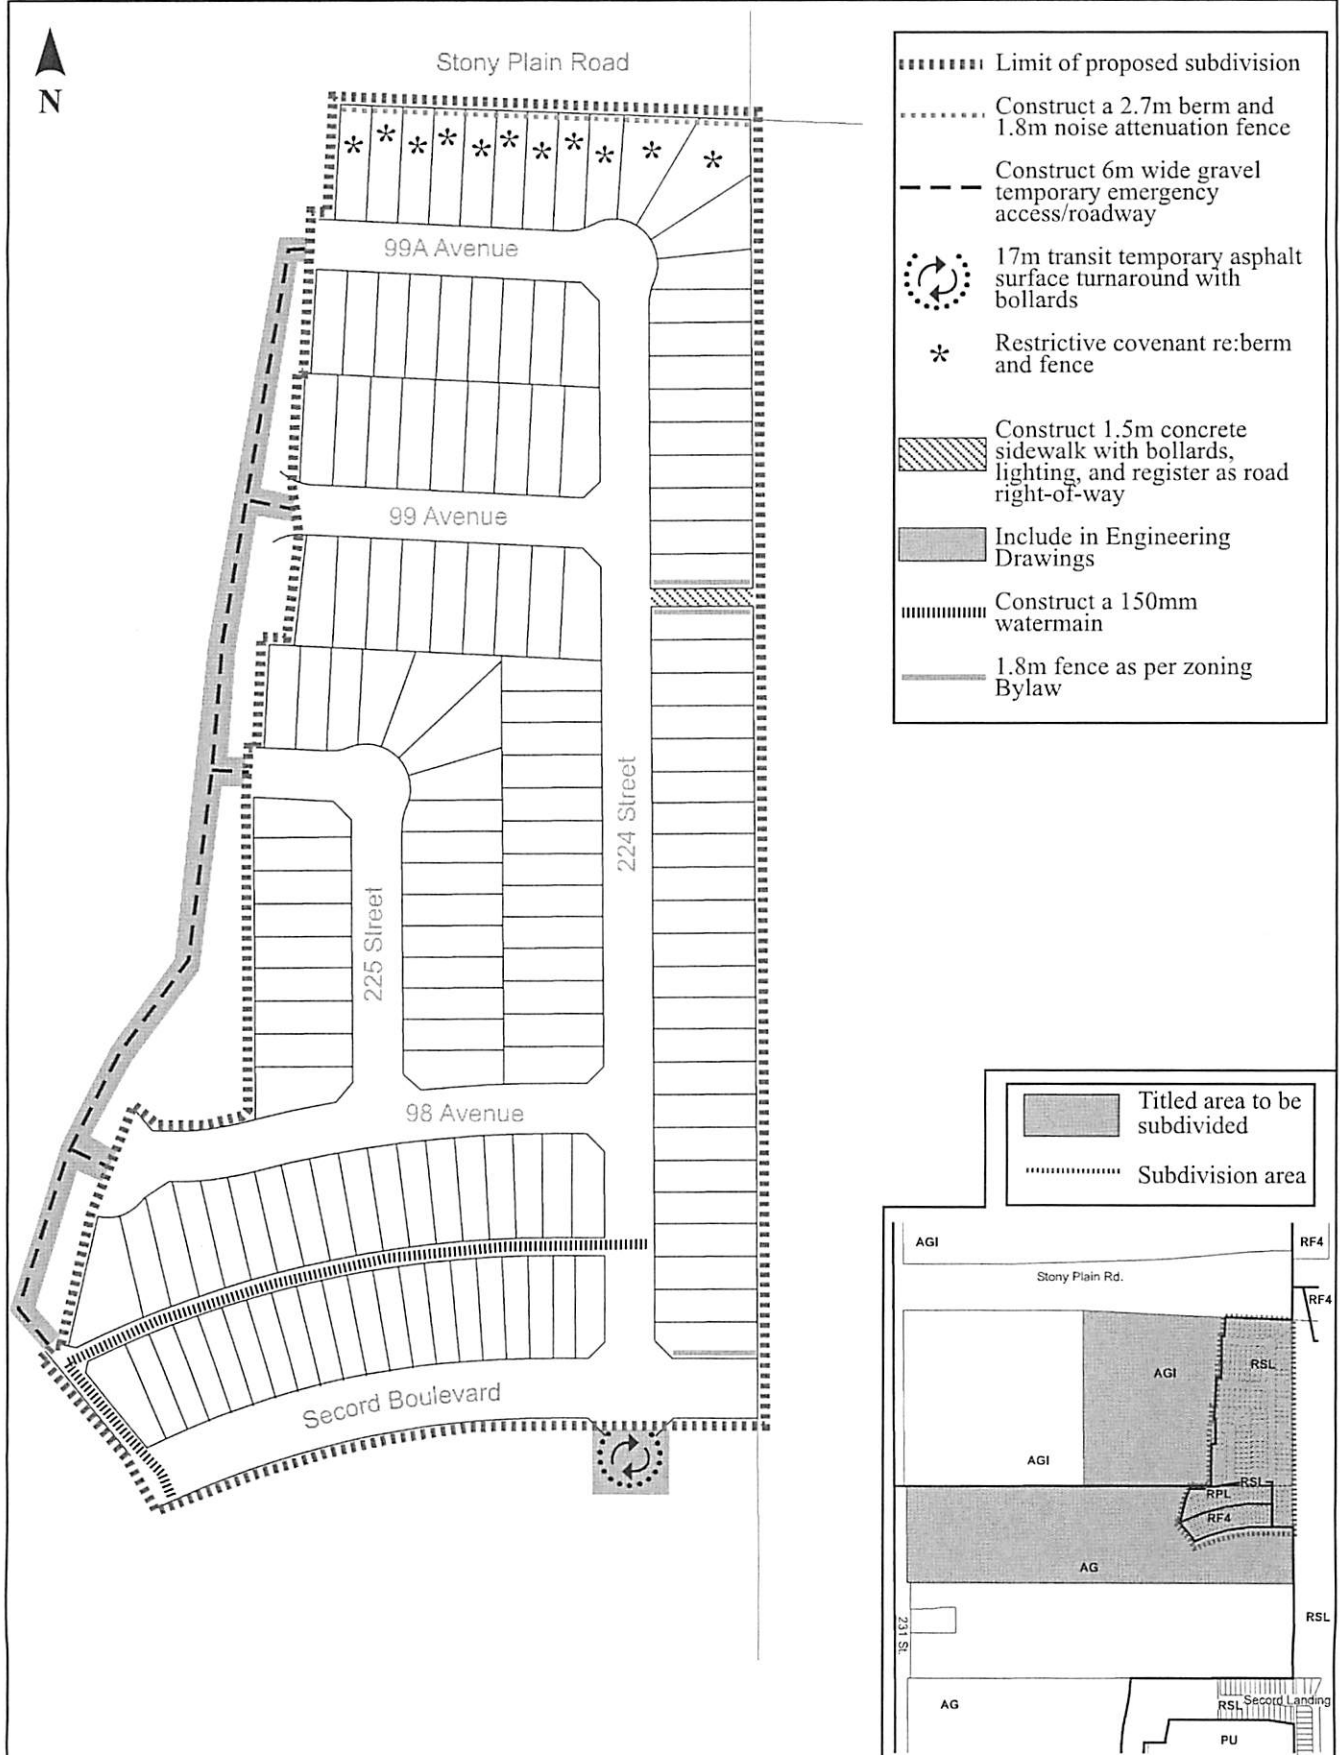 N
Stony Plain Road
99A Avenue
99 Avenue
224 Street
225 Street
98 Avenue
Secord Boulevard
Limit of proposed subdivision
Construct a 2.7m berm and
1.8m noise attenuation fence
Construct 6m wide gravel
temporary emergency
access/roadway
17m transit temporary asphalt
surface turnaround with
bollards
Restrictive covenant re:berm
and fence
Construct 1.5m concrete
sidewalk with bollards,
lighting, and register as road
right-of-way
Include in Engineering
Drawings
Construct a 150mm
watermain
1.8m fence as per zoning
Bylaw
Titled area to be
subdivided
Subdivision area
AGI
RF4
Stony Plain Rd.
RF4
AGI
RSL
AGI
RSL
RPL
RF4
AG
231 St.
RSL
AG
RSL
Secord Landing
PU